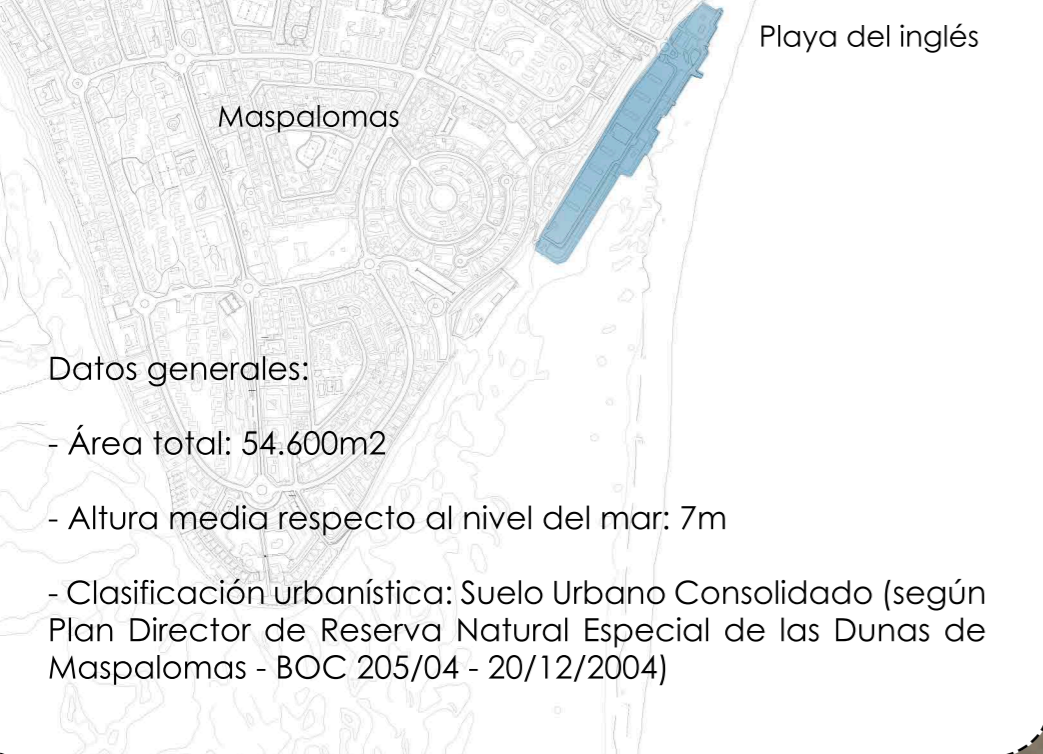 Playa del inglés
Maspalomas
Datos generales:
- Área total: 54.600m2
- Altura media respecto al nivel del mar: 7m
- Clasificación urbanística: Suelo Urbano Consolidado (según
Plan Director de Reserva Natural Especial de las Dunas de
Maspalomas - BOC 205/04 - 20/12/2004)